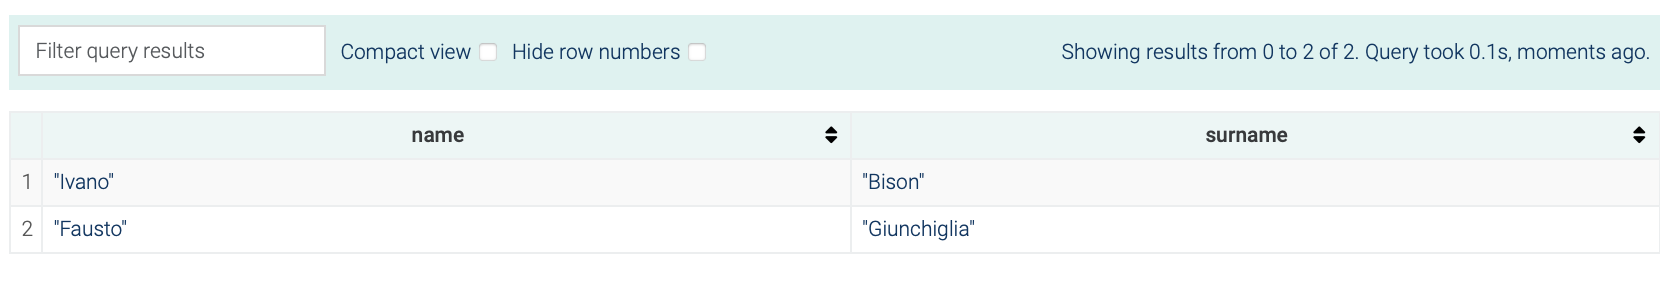 Filter query results Compact view Hide row numbers Showing results from 0 to 2 of 2. Query took 0.1s, moments ago.
name surname
1 "Ivano" "Bison"
2 "Fausto" "Giunchiglia"